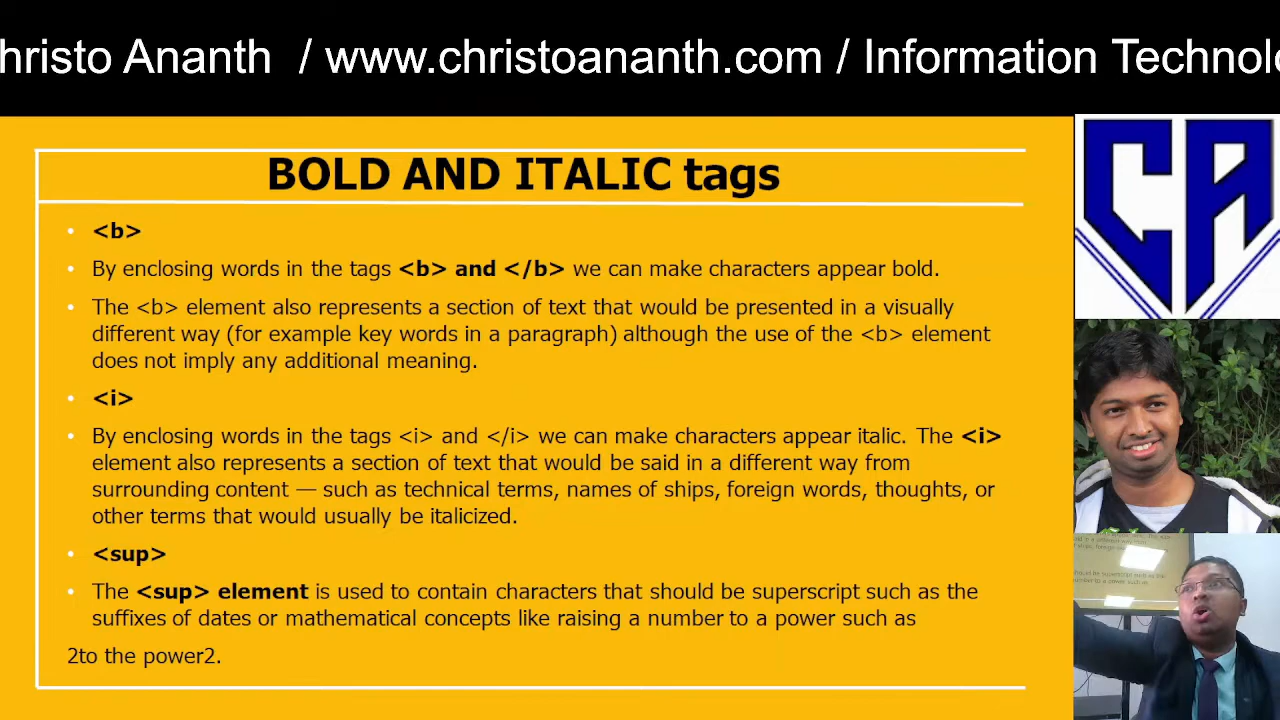 hristo Ananth / www.christoananth.com / Information Technol
BOLD AND ITALIC tags
• <b>
• By enclosing words in the tags <b> and </b> we can make characters appear bold.
• The <b> element also represents a section of text that would be presented in a visually
different way (for example key words in a paragraph) although the use of the <b> element
does not imply any additional meaning.
• <i>
• By enclosing words in the tags <i> and </i> we can make characters appear italic. The <i>
element also represents a section of text that would be said in a different way from
surrounding content — such as technical terms, names of ships, foreign words, thoughts, or
other terms that would usually be italicized.
• <sup>
• The <sup> element is used to contain characters that should be superscript such as the
suffixes of dates or mathematical concepts like raising a number to a power such as
2to the power2.
CA